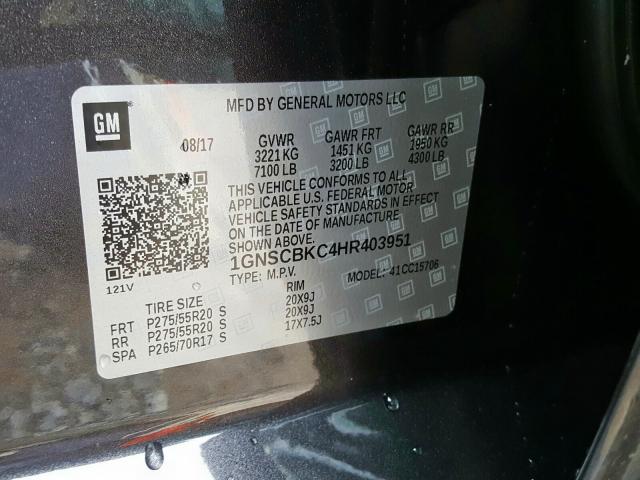 MFD BY GENERAL MOTORS LLC
GM
08/17
GVWR GAWR FRT GAWR RR
3221 KG 1451 KG 1950 KG
7100 LB 3200 LB 4300 LB
THIS VEHICLE CONFORMS TO ALL
APPLICABLE U.S. FEDERAL MOTOR
VEHICLE SAFETY STANDARDS IN EFFECT
ON THE DATE OF MANUFACTURE
SHOWN ABOVE.
1GNSCBKC4HR403951
TYPE: M.P.V. MODEL: 41CC15706
121V
TIRE SIZE RIM
FRT P275/55R20 S 20X9J
RR P275/55R20 S 20X9J
SPA P265/70R17 S 17X7.5J